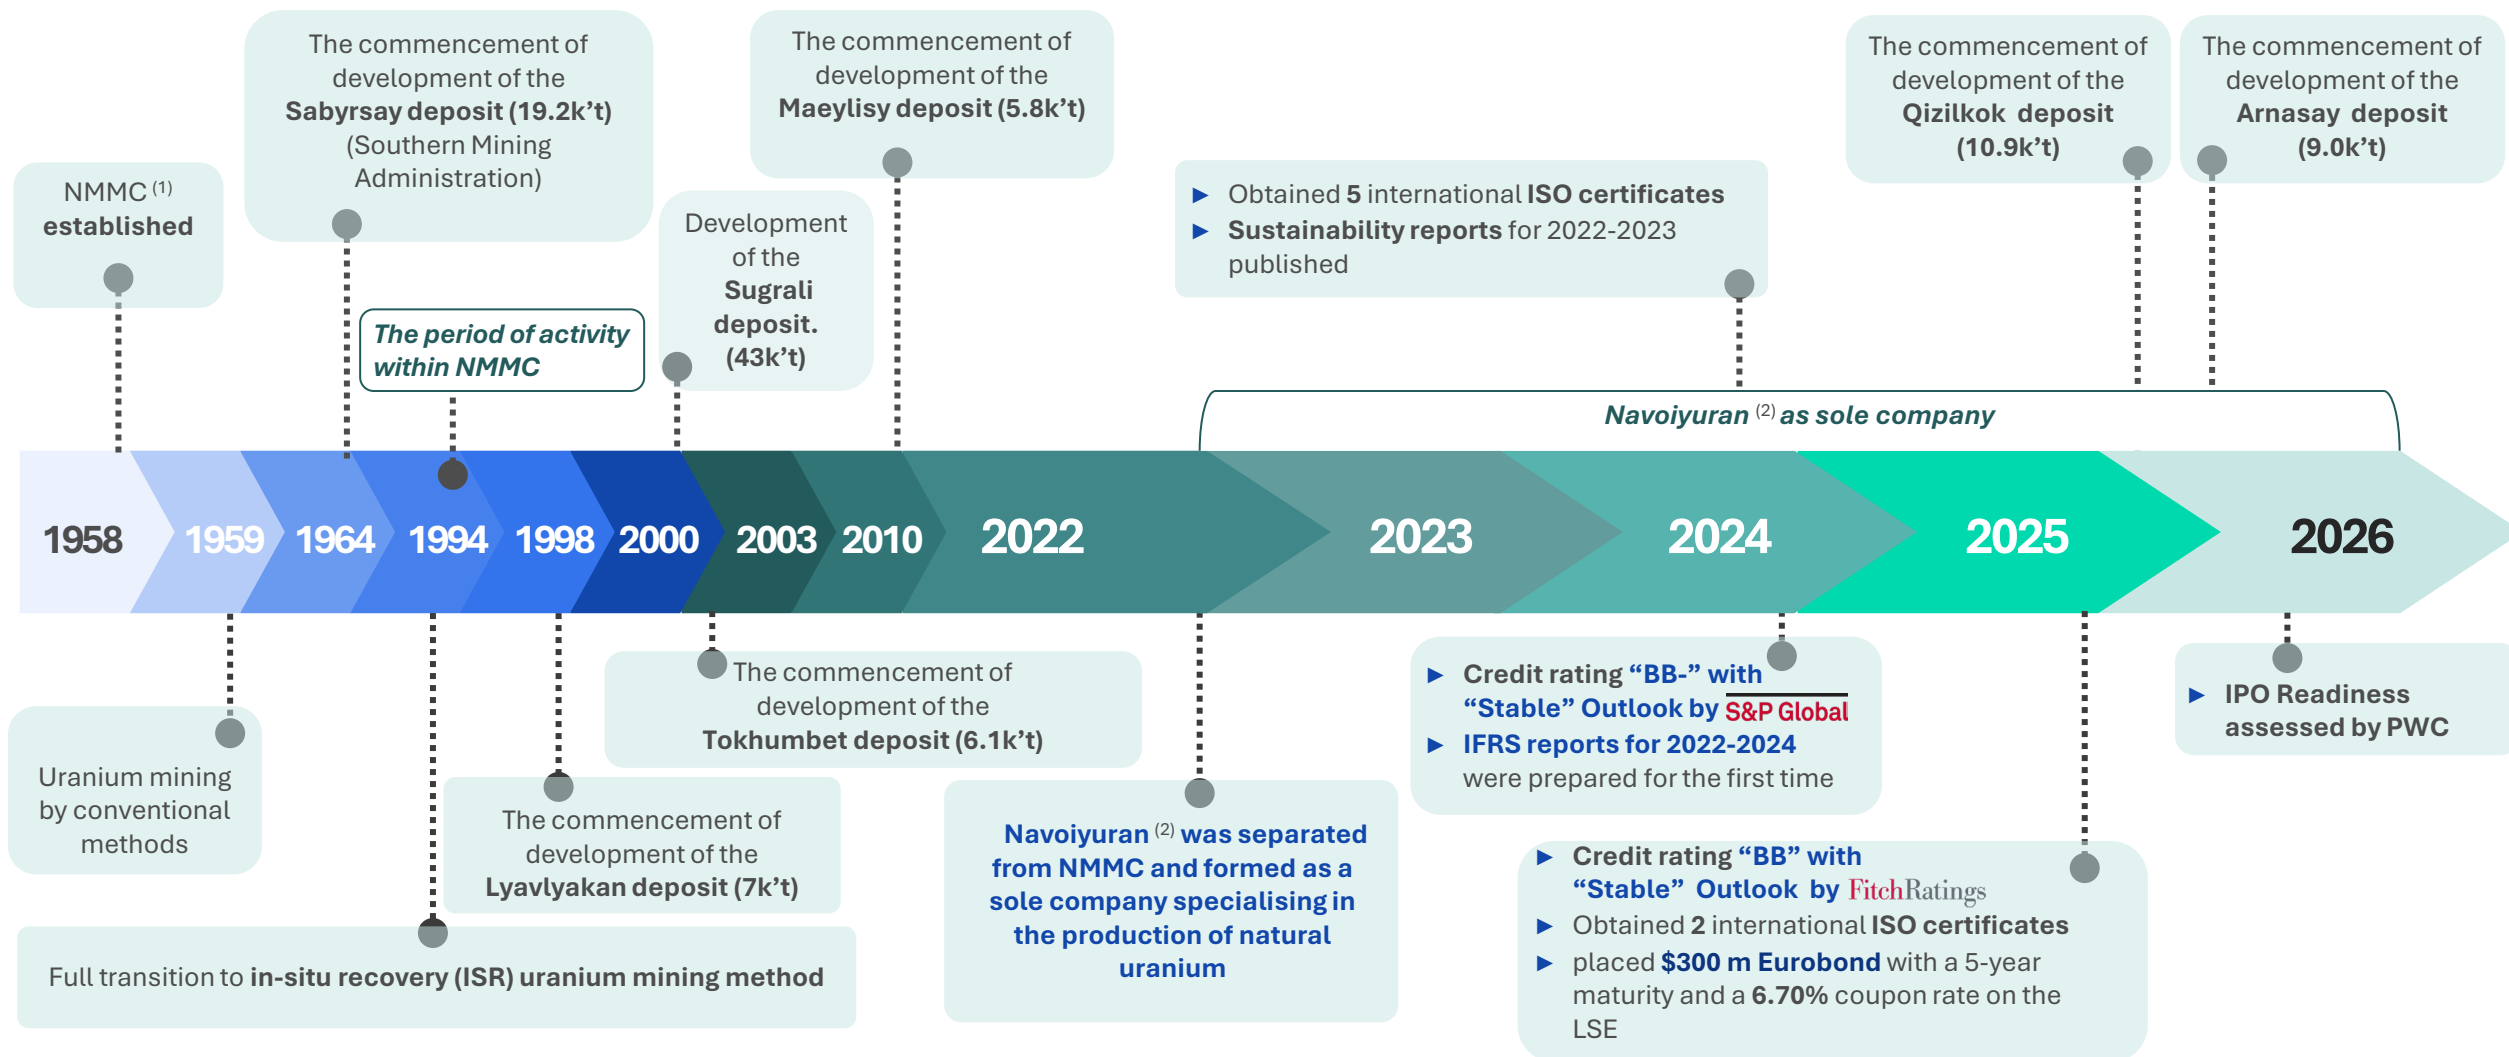 The commencement of
development of the
Sabyrsay deposit (19.2k’t)
(Southern Mining
Administration)
The commencement of
development of the
Maeylisy deposit (5.8k’t)
The commencement of
development of the
Qizilkok deposit
(10.9k’t)
The commencement of
development of the
Arnasay deposit
(9.0k’t)
NMMC (1)
established
Development
of the
Sugrali
deposit.
(43k’t)
► Obtained 5 international ISO certificates
► Sustainability reports for 2022-2023
published
The period of activity
within NMMC
Navoiyuran (2) as sole company
1958
1959
1964
1994
1998
2000
2003
2010
2022
2023
2024
2025
2026
Uranium mining
by conventional
methods
Full transition to in-situ recovery (ISR) uranium mining method
The commencement of
development of the
Lyavlyakan deposit (7k’t)
The commencement of
development of the
Tokhumbet deposit (6.1k’t)
Navoiyuran (2) was separated
from NMMC and formed as a
sole company specialising in
the production of natural
uranium
► Credit rating “BB-” with
“Stable” Outlook by S&P Global
► IFRS reports for 2022-2024
were prepared for the first time
► Credit rating “BB” with
“Stable” Outlook by FitchRatings
► Obtained 2 international ISO certificates
► placed $300 m Eurobond with a 5-year
maturity and a 6.70% coupon rate on the
LSE
► IPO Readiness
assessed by PWC